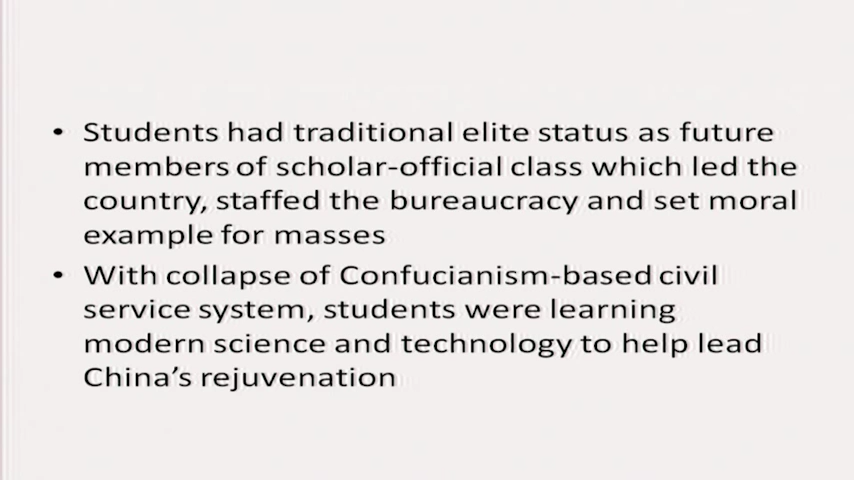 • Students had traditional elite status as future
members of scholar-official class which led the
country, staffed the bureaucracy and set moral
example for masses
• With collapse of Confucianism-based civil
service system, students were learning
modern science and technology to help lead
China’s rejuvenation